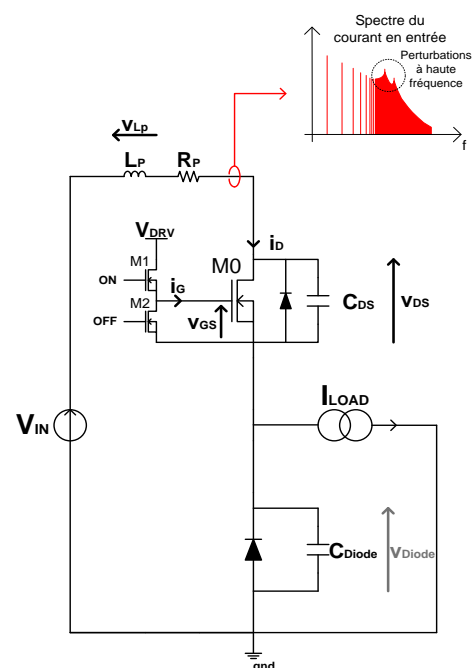 Spectre du
courant en entrée
Perturbations
à haute
fréquence
f
vLp
LP
RP
VDRV
M1
ON
M2
OFF
iG
M0
vGS
iD
CDS
vDS
VIN
ILOAD
CDiode
vDiode
gnd